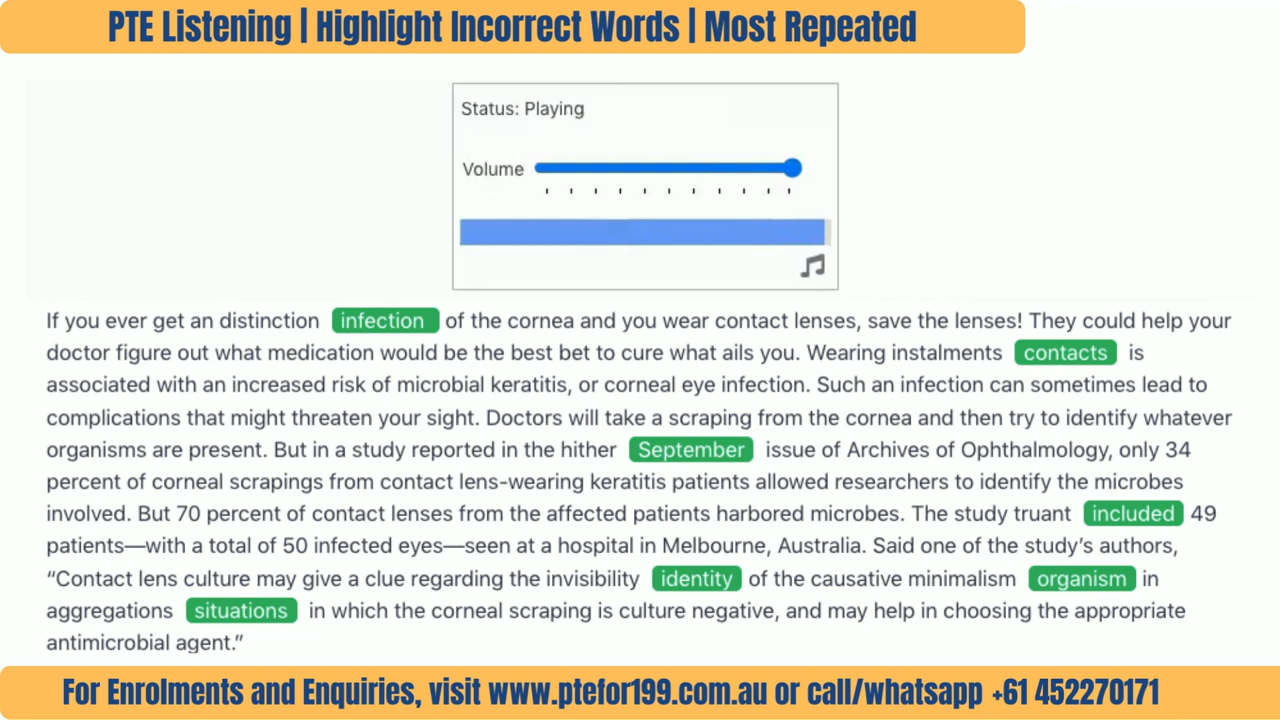 PTE Listening | Highlight Incorrect Words | Most Repeated
Status: Playing
Volume
If you ever get an distinction infection of the cornea and you wear contact lenses, save the lenses! They could help your
doctor figure out what medication would be the best bet to cure what ails you. Wearing instalments contacts is
associated with an increased risk of microbial keratitis, or corneal eye infection. Such an infection can sometimes lead to
complications that might threaten your sight. Doctors will take a scraping from the cornea and then try to identify whatever
organisms are present. But in a study reported in the hither September issue of Archives of Ophthalmology, only 34
percent of corneal scrapings from contact lens-wearing keratitis patients allowed researchers to identify the microbes
involved. But 70 percent of contact lenses from the affected patients harbored microbes. The study truant included 49
patients—with a total of 50 infected eyes—seen at a hospital in Melbourne, Australia. Said one of the study’s authors,
“Contact lens culture may give a clue regarding the invisibility identity of the causative minimalism organism in
aggregations situations in which the corneal scraping is culture negative, and may help in choosing the appropriate
antimicrobial agent.”
For Enrolments and Enquiries, visit www.ptefor199.com.au or call/whatsapp +61 452270171